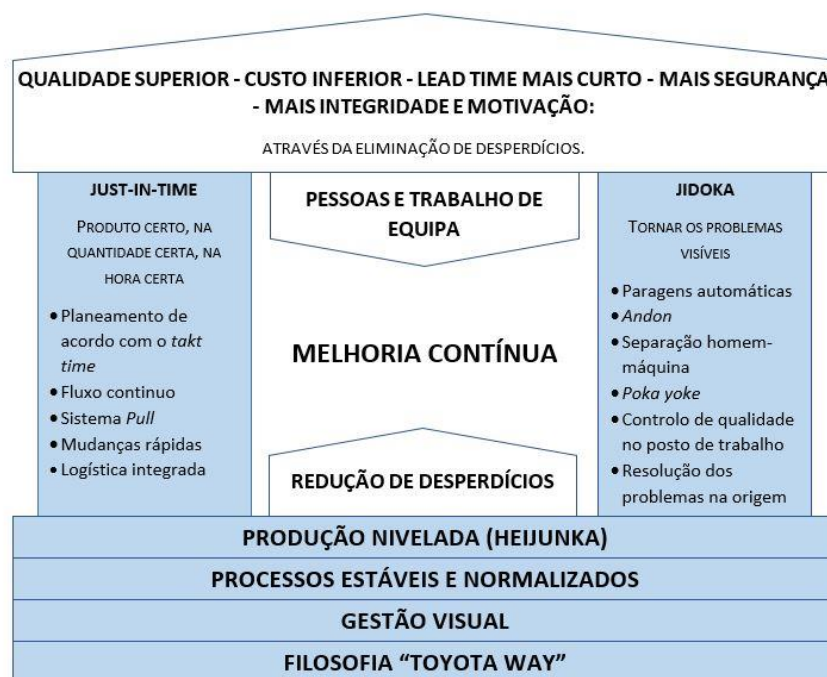 QUALIDADE SUPERIOR - CUSTO INFERIOR - LEAD TIME MAIS CURTO - MAIS SEGURANÇA
- MAIS INTEGRIDADE E MOTIVAÇÃO:
ATRAVÉS DA ELIMINAÇÃO DE DESPERDÍCIOS.
JUST-IN-TIME
PRODUTO CERTO, NA
QUANTIDADE CERTA, NA
HORA CERTA
• Planeamento de
acordo com o takt
time
• Fluxo continuo
• Sistema Pull
• Mudanças rápidas
• Logística integrada
PESSOAS E TRABALHO DE
EQUIPA
MELHORIA CONTÍNUA
REDUÇÃO DE DESPERDÍCIOS
JIDOKA
TORNAR OS PROBLEMAS
VISÍVEIS
• Paragens automáticas
• Andon
• Separação homem-
máquina
• Poka yoke
• Controlo de qualidade
no posto de trabalho
• Resolução dos
problemas na origem
PRODUÇÃO NIVELADA (HEIJUNKA)
PROCESSOS ESTÁVEIS E NORMALIZADOS
GESTÃO VISUAL
FILOSOFIA “TOYOTA WAY”